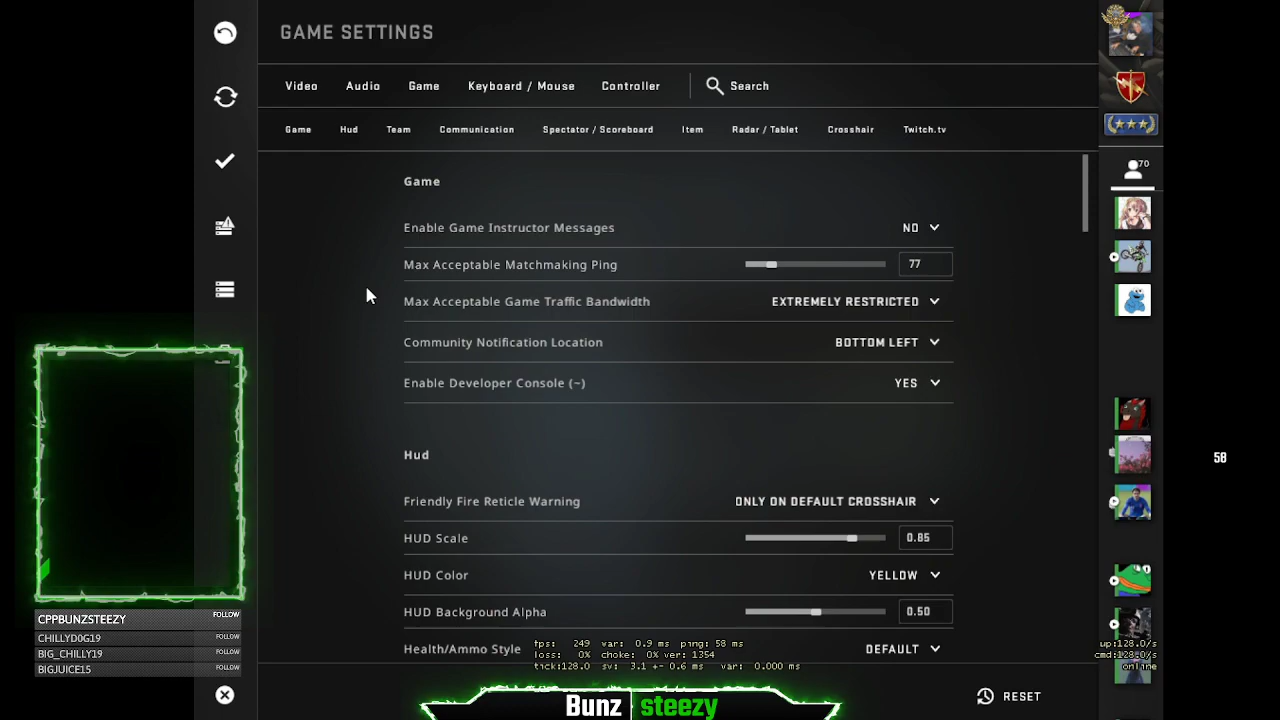 GAME SETTINGS
Video Audio Game Keyboard / Mouse Controller Search
Game Hud Team Communication Spectator / Scoreboard Item Radar / Tablet Crosshair Twitch.tv
70
Game
Enable Game Instructor Messages NO
Max Acceptable Matchmaking Ping 77
Max Acceptable Game Traffic Bandwidth EXTREMELY RESTRICTED
Community Notification Location BOTTOM LEFT
Enable Developer Console (~) YES
Hud
58
Friendly Fire Reticle Warning ONLY ON DEFAULT CROSSHAIR
HUD Scale 0.85
HUD Color YELLOW
HUD Background Alpha 0.50
Health/Ammo Style DEFAULT
CPPBUNZSTEEZY FOLLOW
CHILLYD0G19 FOLLOW
BIG_CHILLY19 FOLLOW
BIGJUICE15 FOLLOW
fps: 249 var: 0.9 ms ping: 58 ms
loss: 0% choke: 0% ver: 1354
tick:128.0 sv: 3.1 +- 0.6 ms var: 0.000 ms
up:128.0/s
cmd:128.0/s
online
RESET
Bunz steezy